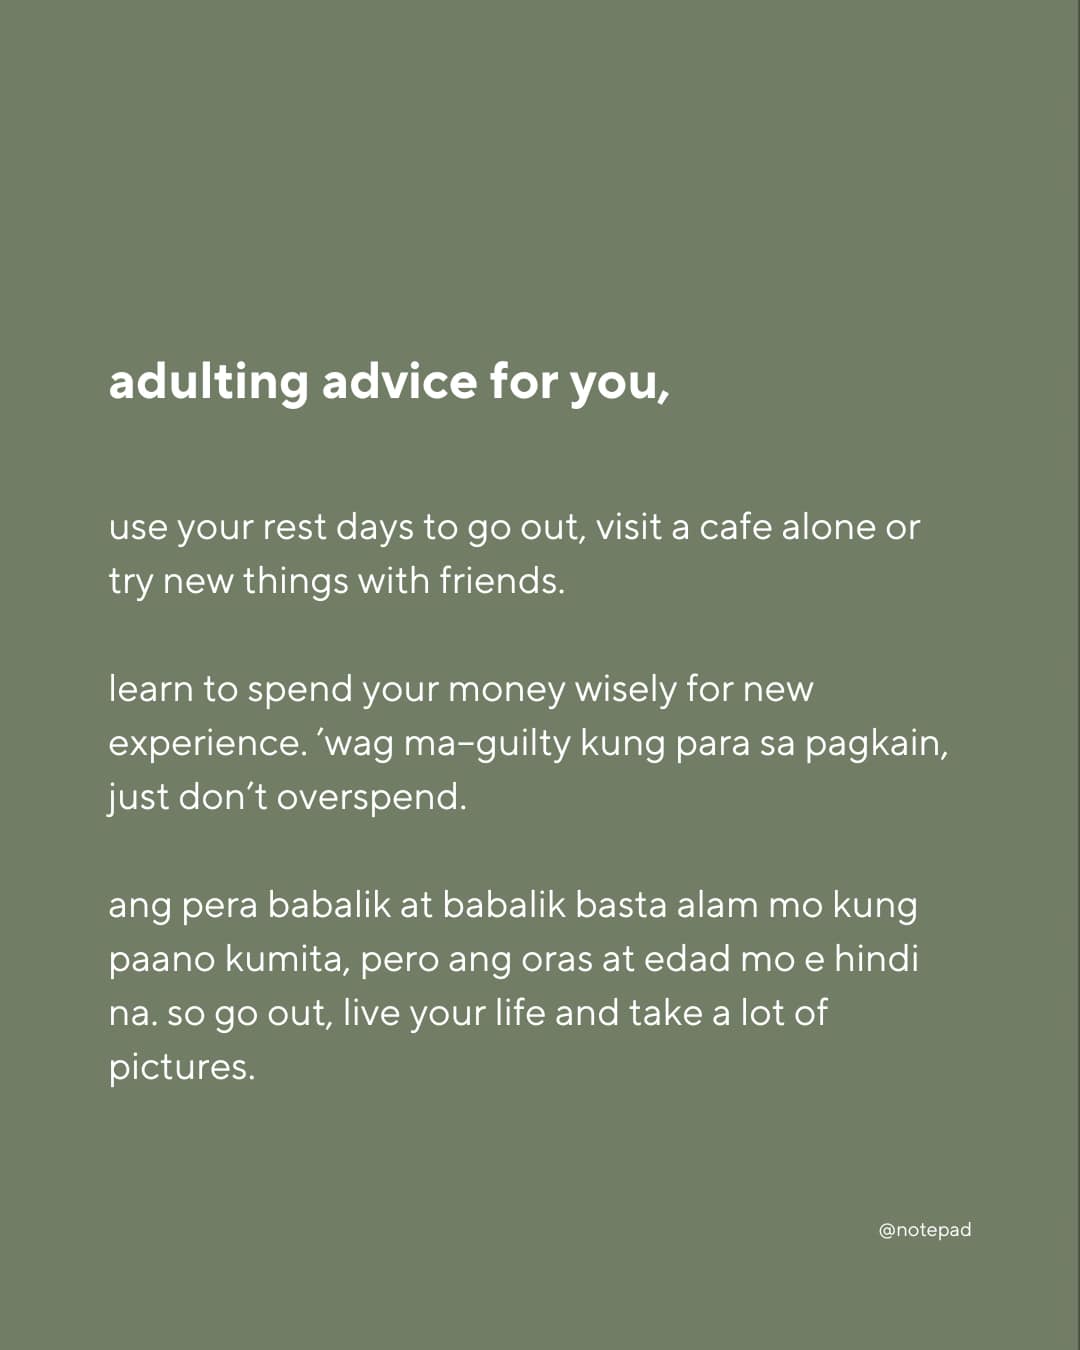 adulting advice for you,
use your rest days to go out, visit a cafe alone or
try new things with friends.
learn to spend your money wisely for new
experience. ’wag ma-guilty kung para sa pagkain,
just don’t overspend.
ang pera babalik at babalik basta alam mo kung
paano kumita, pero ang oras at edad mo e hindi
na. so go out, live your life and take a lot of
pictures.
@notepad